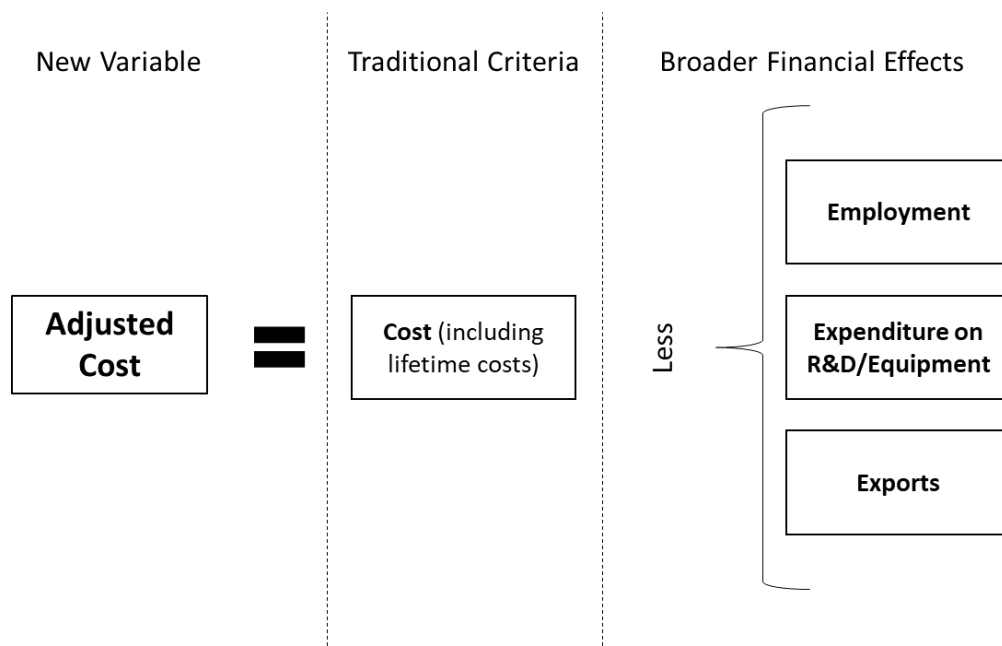 New Variable
Traditional Criteria
Broader Financial Effects
Adjusted
Cost
=
Cost (including
lifetime costs)
Less
Employment
Expenditure on
R&D/Equipment
Exports